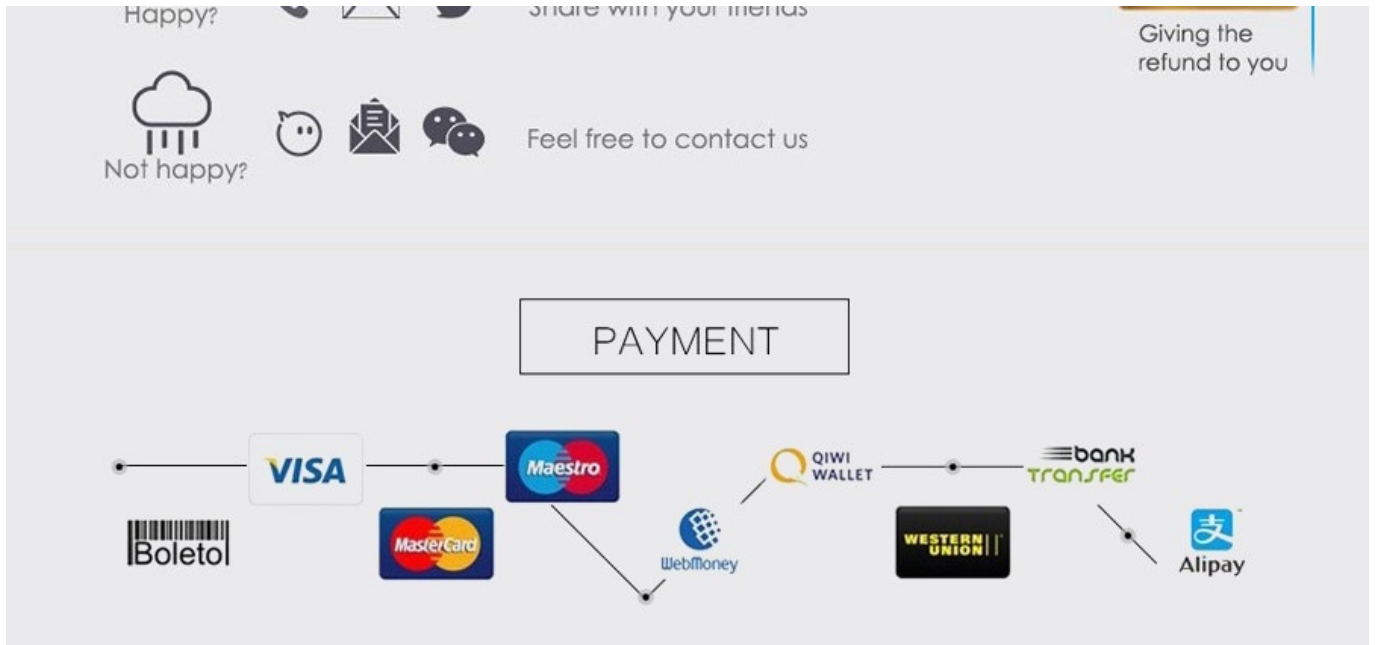 Happy?
Share with your friends
Giving the
refund to you
Not happy?
Feel free to contact us
PAYMENT
VISA
Maestro
QIWI
WALLET
bank
Transfer
Boleto
MasterCard
WebMoney
WESTERN
UNION
支
Alipay